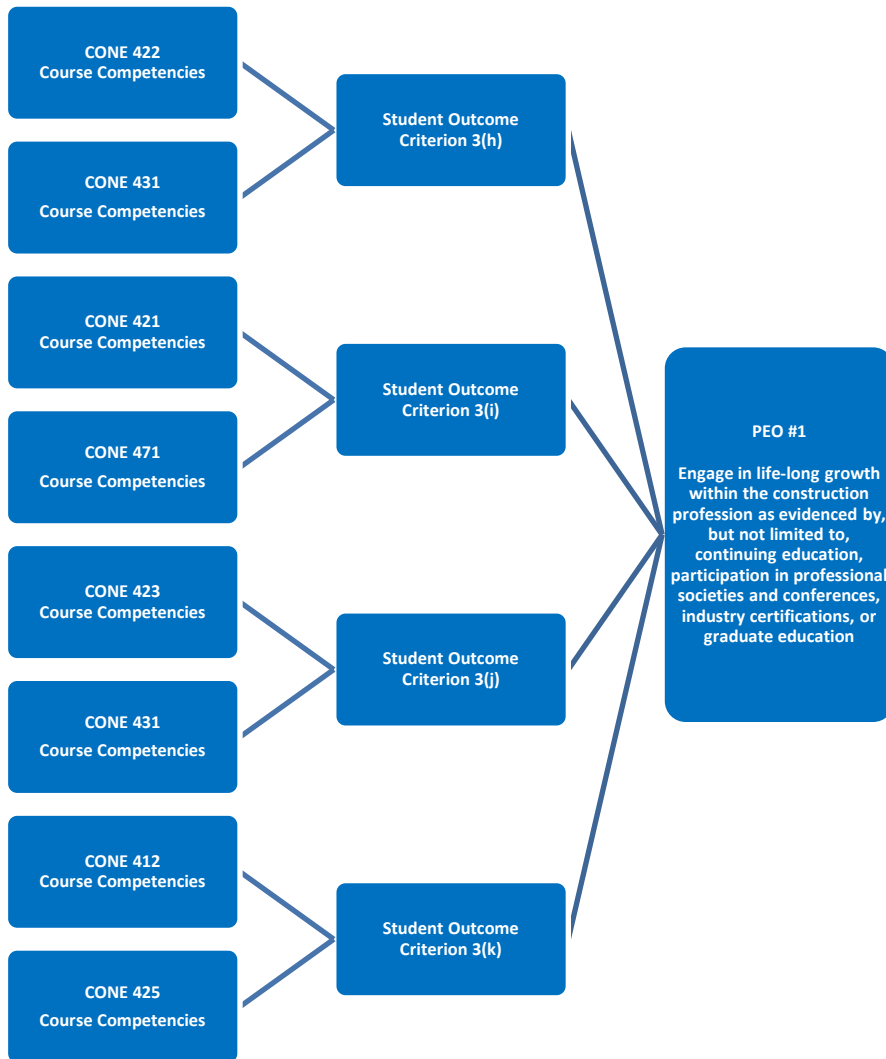 CONE 422
Course Competencies
CONE 431
Course Competencies
Student Outcome
Criterion 3(h)
CONE 421
Course Competencies
CONE 471
Course Competencies
Student Outcome
Criterion 3(i)
CONE 423
Course Competencies
CONE 431
Course Competencies
Student Outcome
Criterion 3(j)
CONE 412
Course Competencies
CONE 425
Course Competencies
Student Outcome
Criterion 3(k)
PEO #1
Engage in life-long growth
within the construction
profession as evidenced by,
but not limited to,
continuing education,
participation in professional
societies and conferences,
industry certifications, or
graduate education